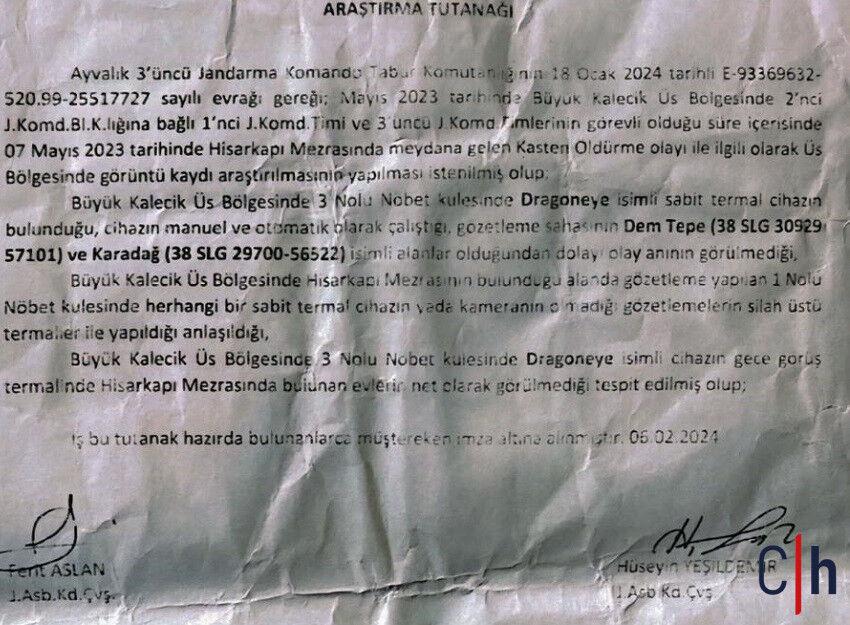 ARAŞTIRMA TUTANAĞI
Ayvalık 3'üncü Jandarma Komando Tabur Komutanlığının 18 Ocak 2024 tarihli E-93369632-
520.99-25517727 sayılı evrağı gereği; Mayıs 2023 tarihinde Büyük Kalecik Üs Bölgesinde 2'nci
J.Komd.Bl.K.lığına bağlı 1'nci J.Komd.Timi ve 3'üncü J.Komd.Timlerinin görevli olduğu süre içerisinde
07 Mayıs 2023 tarihinde Hisarkapı Mezrasında meydana gelen Kasten Öldürme olayı ile ilgili olarak Üs
Bölgesinde görüntü kaydı araştırılmasının yapılması istenilmiş olup;
Büyük Kalecik Üs Bölgesinde 3 Nolu Nobet kulesinde Dragoneye isimli sabit termal cihazın
bulunduğu, cihazın manuel ve otomatik olarak çalıştığı, gözetleme sahasının Dem Tepe (38 SLG 30929-
57101) ve Karadağ (38 SLG 29700-56522) isimli alanlar olduğundan dolayı olay anının görülmediği,
Büyük Kalecik Üs Bölgesinde Hisarkapı Mezrasının bulunduğu alanda gözetleme yapılan 1 Nolu
Nöbet kulesinde herhangi bir sabit termal cihazın yada kameranın olmadığı gözetlemelerin silah üstü
termaller ile yapıldığı anlaşıldığı,
Büyük Kalecik Üs Bölgesinde 3 Nolu Nobet kulesinde Dragoneye isimli cihazın gece görüş
termalinde Hisarkapı Mezrasında bulunan evlerin net olarak görülmediği tespit edilmiş olup;
İş bu tutanak hazırda bulunanlarca müştereken imza altına alınmıştır. 06.02.2024
Ferit ASLAN
J.Asb.Kd.Çvş.
Hüseyin YEŞİLDEMİR
J.Asb.Kd.Çvş
C|h